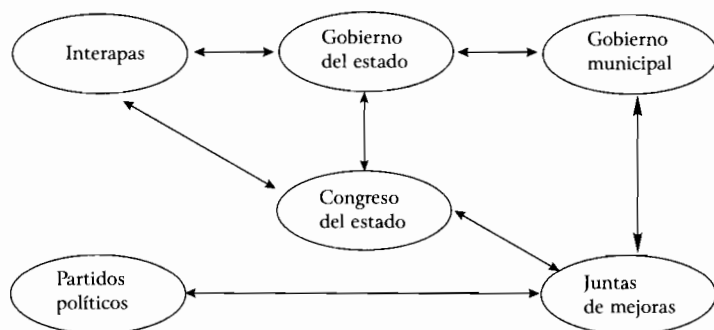 Interapas
Gobierno
del estado
Gobierno
municipal
Congreso
del estado
Partidos
políticos
Juntas
de mejoras